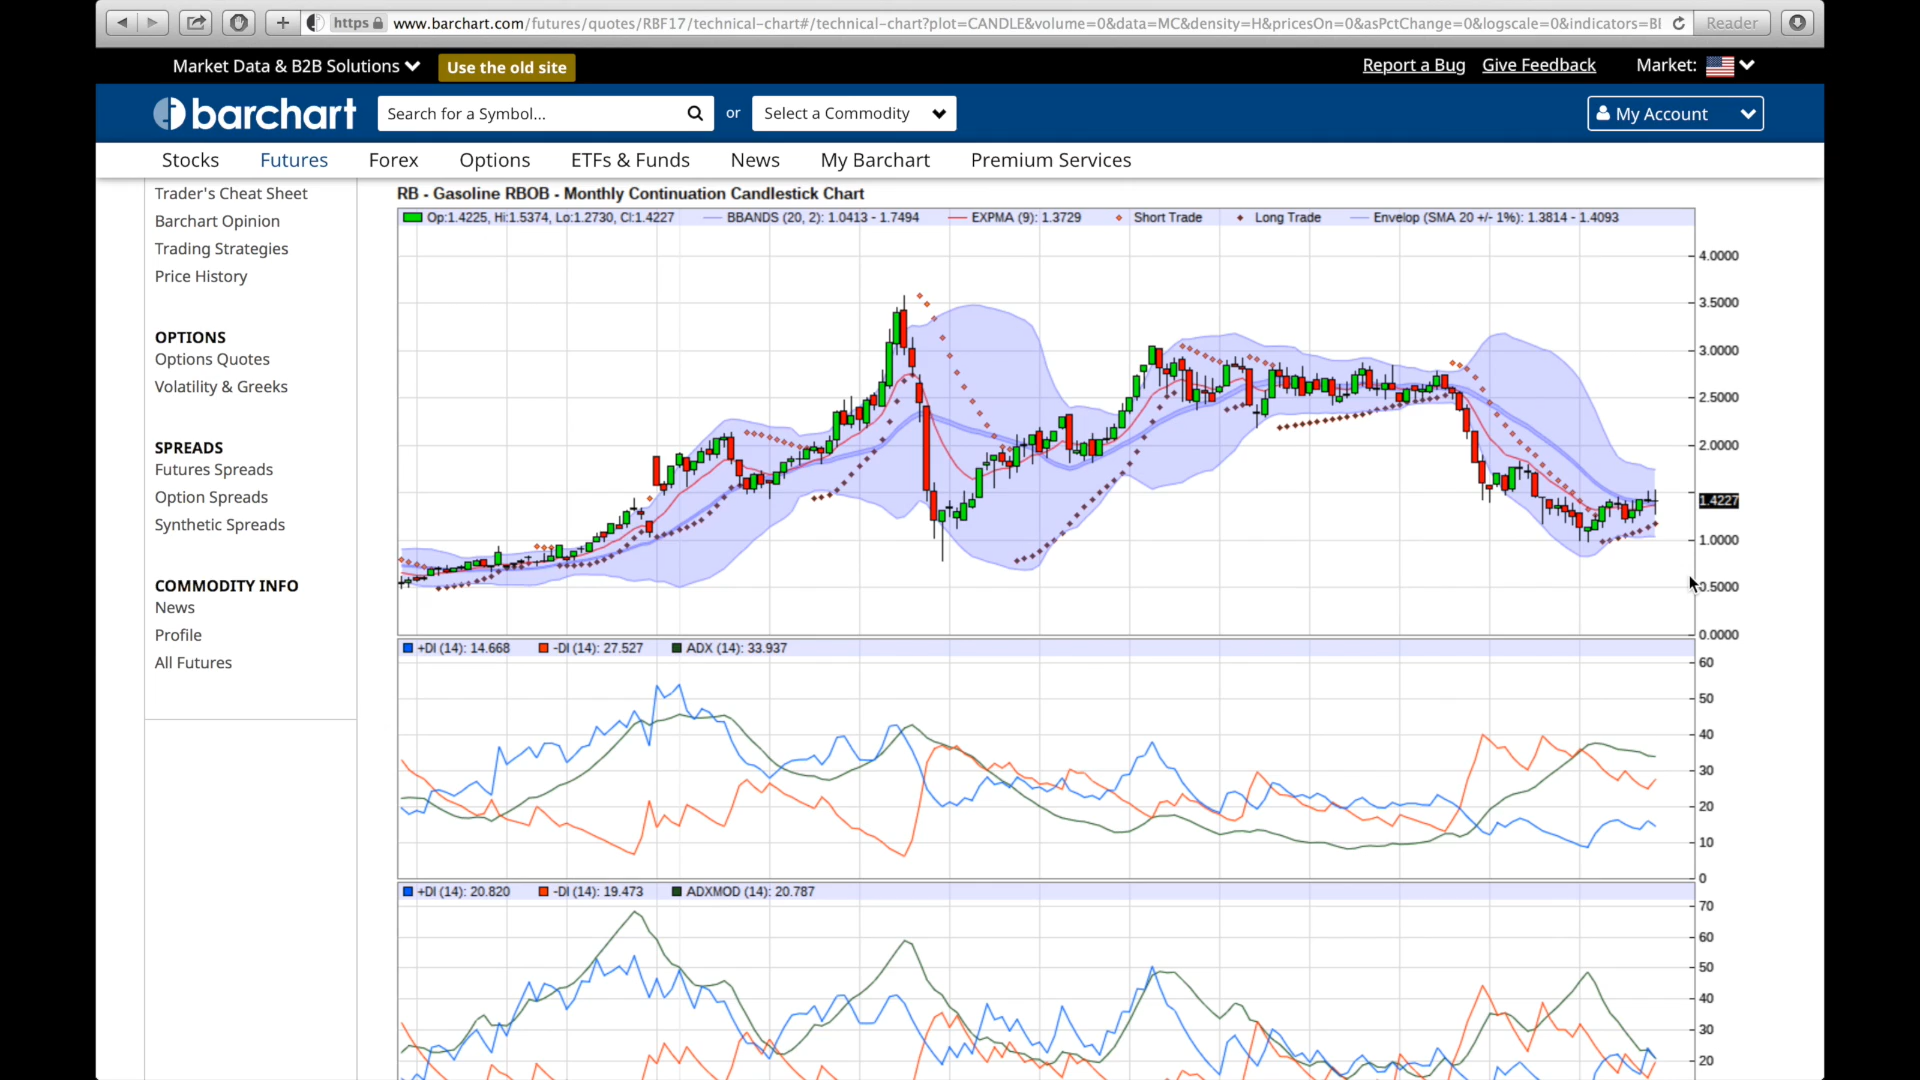 https www.barchart.com/futures/quotes/RBF17/technical-chart#/technical-chart?plot=CANDLE&volume=0&data=MC&density=H&pricesOn=0&asPctChange=0&logscale=0&indicators=BI Reader
Market Data & B2B Solutions Use the old site Report a Bug Give Feedback Market:
barchart Search for a Symbol... or Select a Commodity My Account
Stocks Futures Forex Options ETFs & Funds News My Barchart Premium Services
Trader's Cheat Sheet
Barchart Opinion
Trading Strategies
Price History
OPTIONS
Options Quotes
Volatility & Greeks
SPREADS
Futures Spreads
Option Spreads
Synthetic Spreads
COMMODITY INFO
News
Profile
All Futures
RB - Gasoline RBOB - Monthly Continuation Candlestick Chart
Op:1.4225, Hi:1.5374, Lo:1.2730, Cl:1.4227 BBANDS (20, 2): 1.0413 - 1.7494 EXPMA (9): 1.3729 Short Trade Long Trade Envelop (SMA 20 +/- 1%): 1.3814 - 1.4093
4.0000
3.5000
3.0000
2.5000
2.0000
1.4227
1.0000
0.5000
0.0000
+DI (14): 14.668 -DI (14): 27.527 ADX (14): 33.937
60
50
40
30
20
10
0
+DI (14): 20.820 -DI (14): 19.473 ADXMOD (14): 20.787
70
60
50
40
30
20